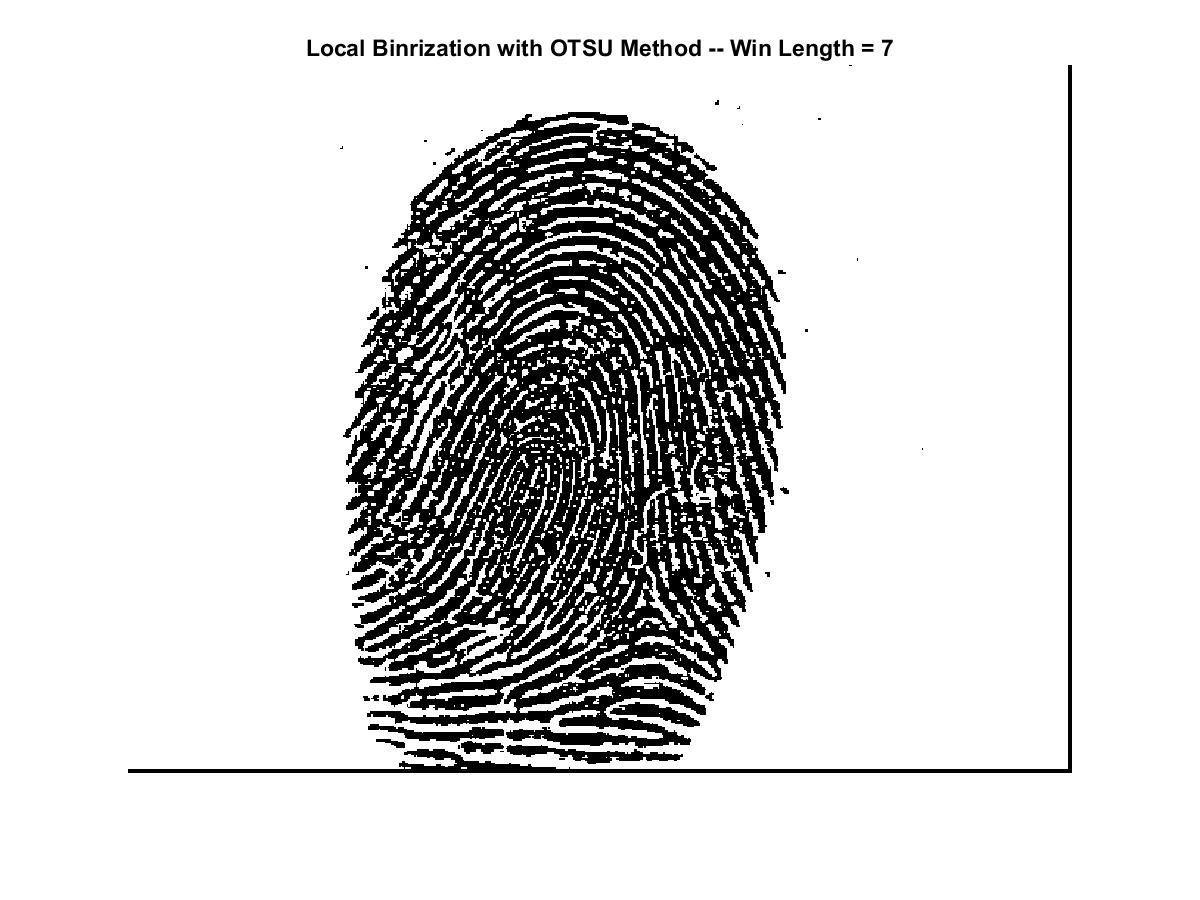 Local Binrization with OTSU Method -- Win Length = 7